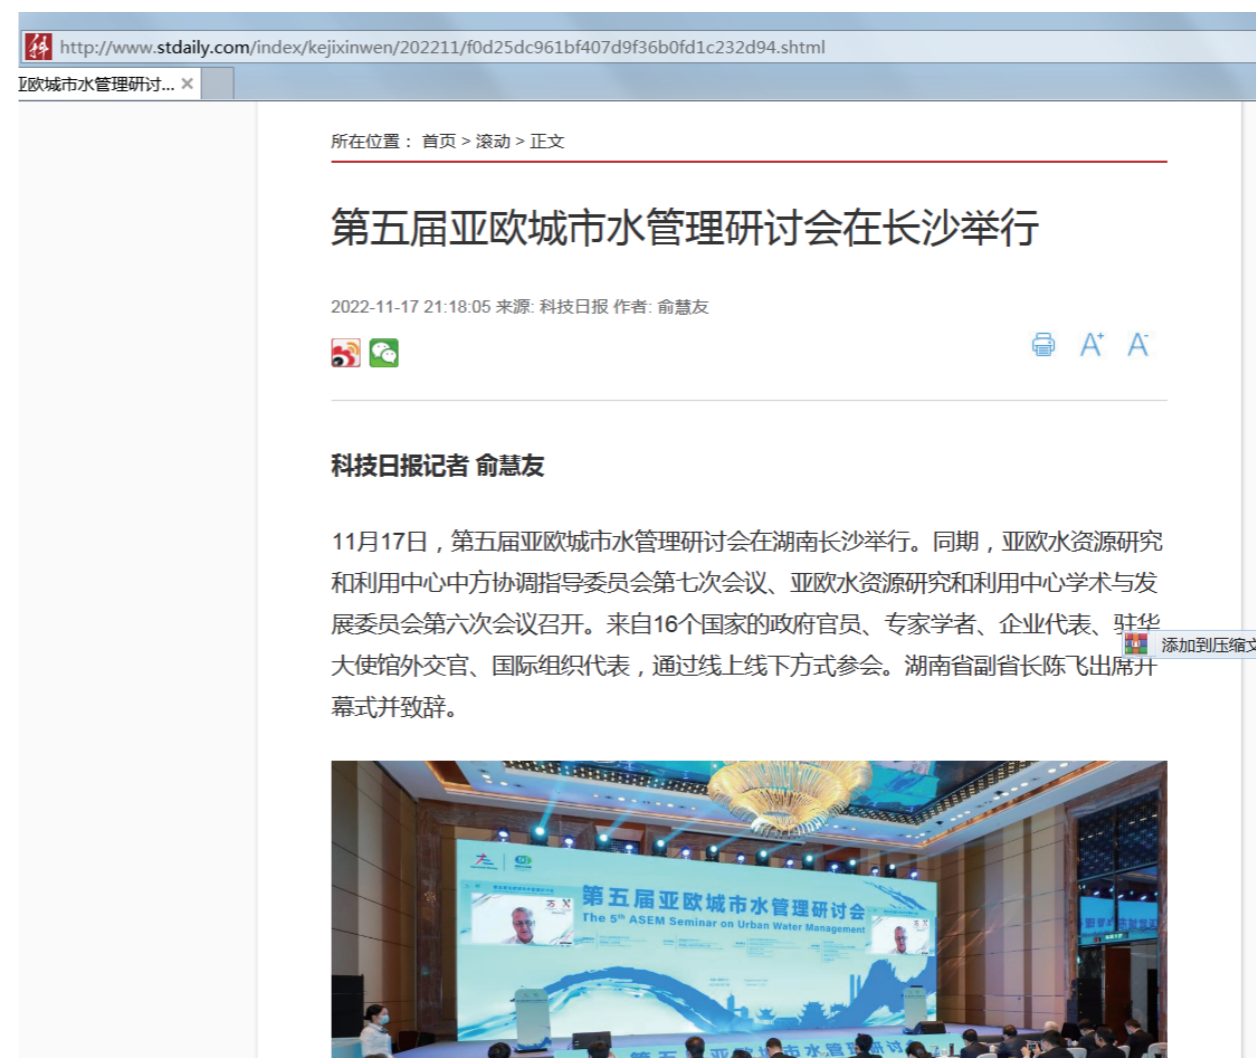 http://www.stdaily.com/index/kejixinwen/202211/f0d25dc961bf407d9f36b0fd1c232d94.shtml
亚欧城市水管理研讨... ×
所在位置： 首页 > 滚动 > 正文
第五届亚欧城市水管理研讨会在长沙举行
2022-11-17 21:18:05 来源: 科技日报 作者: 俞慧友
A+ A-
科技日报记者 俞慧友
11月17日，第五届亚欧城市水管理研讨会在湖南长沙举行。同期，亚欧水资源研究
和利用中心中方协调指导委员会第七次会议、亚欧水资源研究和利用中心学术与发
展委员会第六次会议召开。来自16个国家的政府官员、专家学者、企业代表、驻华
添加到压缩文
大使馆外交官、国际组织代表，通过线上线下方式参会。湖南省副省长陈飞出席开
幕式并致辞。
第五届亚欧城市水管理研讨会
The 5th ASEM Seminar on Urban Water Management